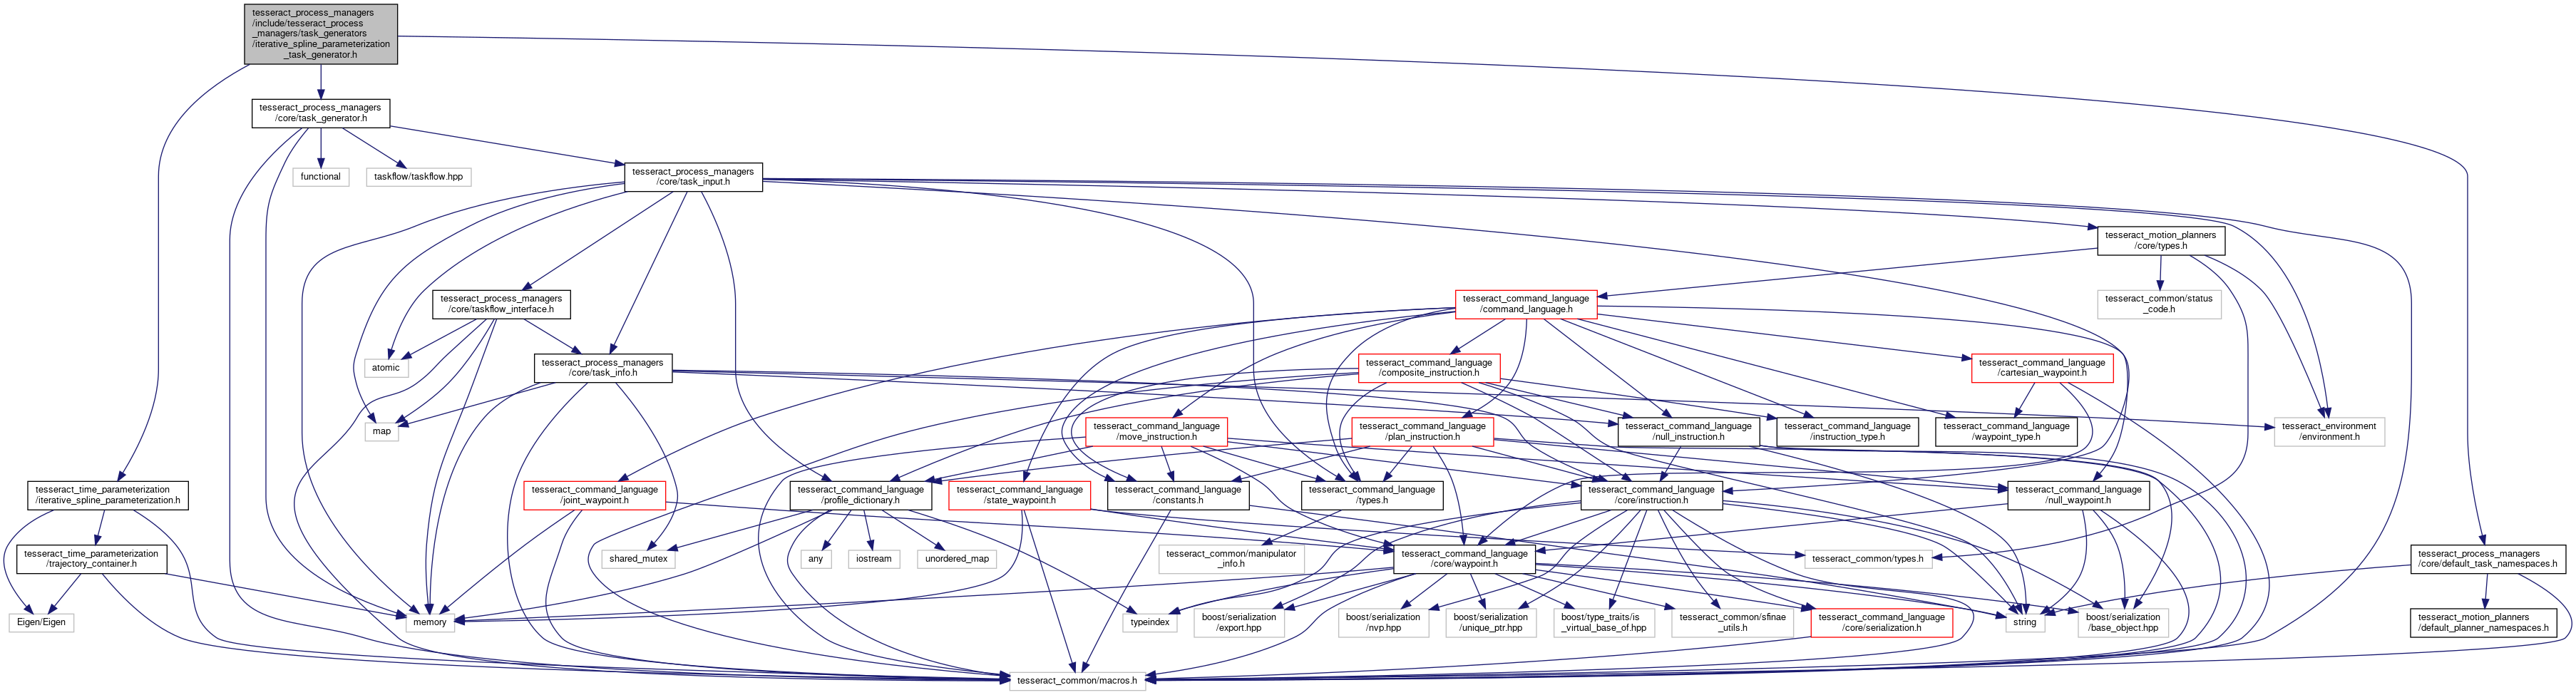 tesseract_process_managers
/include/tesseract_process
_managers/task_generators
/iterative_spline_parameterization
_task_generator.h
tesseract_process_managers
/core/task_generator.h
functional
taskflow/taskflow.hpp
tesseract_process_managers
/core/task_input.h
tesseract_motion_planners
/core/types.h
tesseract_process_managers
/core/taskflow_interface.h
tesseract_command_language
/command_language.h
tesseract_common/status
_code.h
atomic
tesseract_process_managers
/core/task_info.h
tesseract_command_language
/composite_instruction.h
tesseract_command_language
/cartesian_waypoint.h
map
tesseract_command_language
/move_instruction.h
tesseract_command_language
/plan_instruction.h
tesseract_command_language
/null_instruction.h
tesseract_command_language
/instruction_type.h
tesseract_command_language
/waypoint_type.h
tesseract_environment
/environment.h
tesseract_time_parameterization
/iterative_spline_parameterization.h
tesseract_command_language
/joint_waypoint.h
tesseract_command_language
/profile_dictionary.h
tesseract_command_language
/state_waypoint.h
tesseract_command_language
/constants.h
tesseract_command_language
/types.h
tesseract_command_language
/core/instruction.h
tesseract_command_language
/null_waypoint.h
tesseract_time_parameterization
/trajectory_container.h
shared_mutex
any
iostream
unordered_map
tesseract_common/manipulator
_info.h
tesseract_command_language
/core/waypoint.h
tesseract_common/types.h
tesseract_process_managers
/core/default_task_namespaces.h
Eigen/Eigen
memory
typeindex
boost/serialization
/export.hpp
boost/serialization
/nvp.hpp
boost/serialization
/unique_ptr.hpp
boost/type_traits/is
_virtual_base_of.hpp
tesseract_common/sfinae
_utils.h
tesseract_command_language
/core/serialization.h
string
boost/serialization
/base_object.hpp
tesseract_motion_planners
/default_planner_namespaces.h
tesseract_common/macros.h